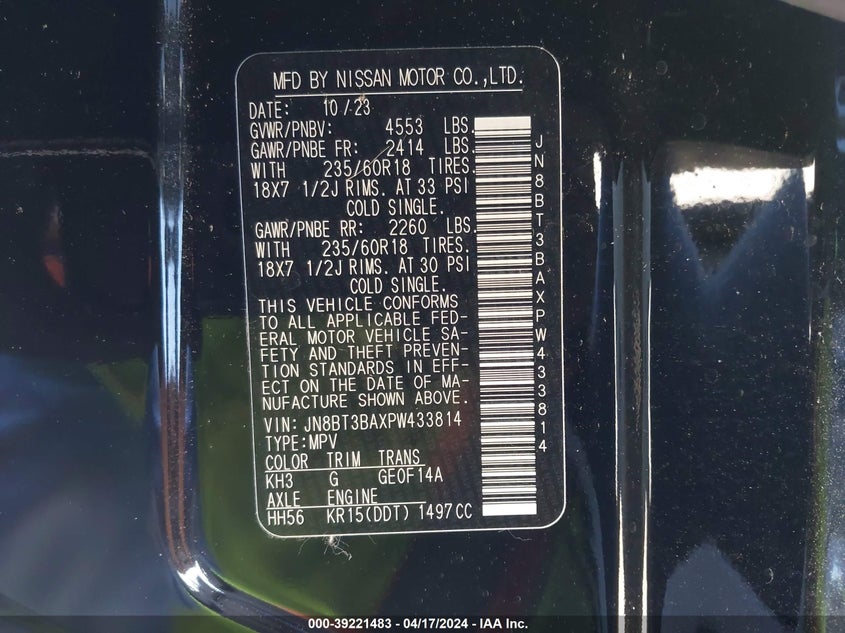 MFD BY NISSAN MOTOR CO.,LTD.
DATE: 10/23
GVWR/PNBV: 4553 LBS.
GAWR/PNBE FR: 2414 LBS.
WITH 235/60R18 TIRES.
18X7 1/2J RIMS. AT 33 PSI
COLD SINGLE.
GAWR/PNBE RR: 2260 LBS.
WITH 235/60R18 TIRES.
18X7 1/2J RIMS. AT 30 PSI
COLD SINGLE.
THIS VEHICLE CONFORMS
TO ALL APPLICABLE FED-
ERAL MOTOR VEHICLE SA-
FETY AND THEFT PREVEN-
TION STANDARDS IN EFF-
ECT ON THE DATE OF MA-
NUFACTURE SHOWN ABOVE.
VIN: JN8BT3BAXPW433814
TYPE:MPV
COLOR TRIM TRANS
KH3 G GE0F14A
AXLE ENGINE
HH56 KR15(DDT) 1497CC
JN8BT3BAXPW433814
000-39221483 - 04/17/2024 - IAA Inc.